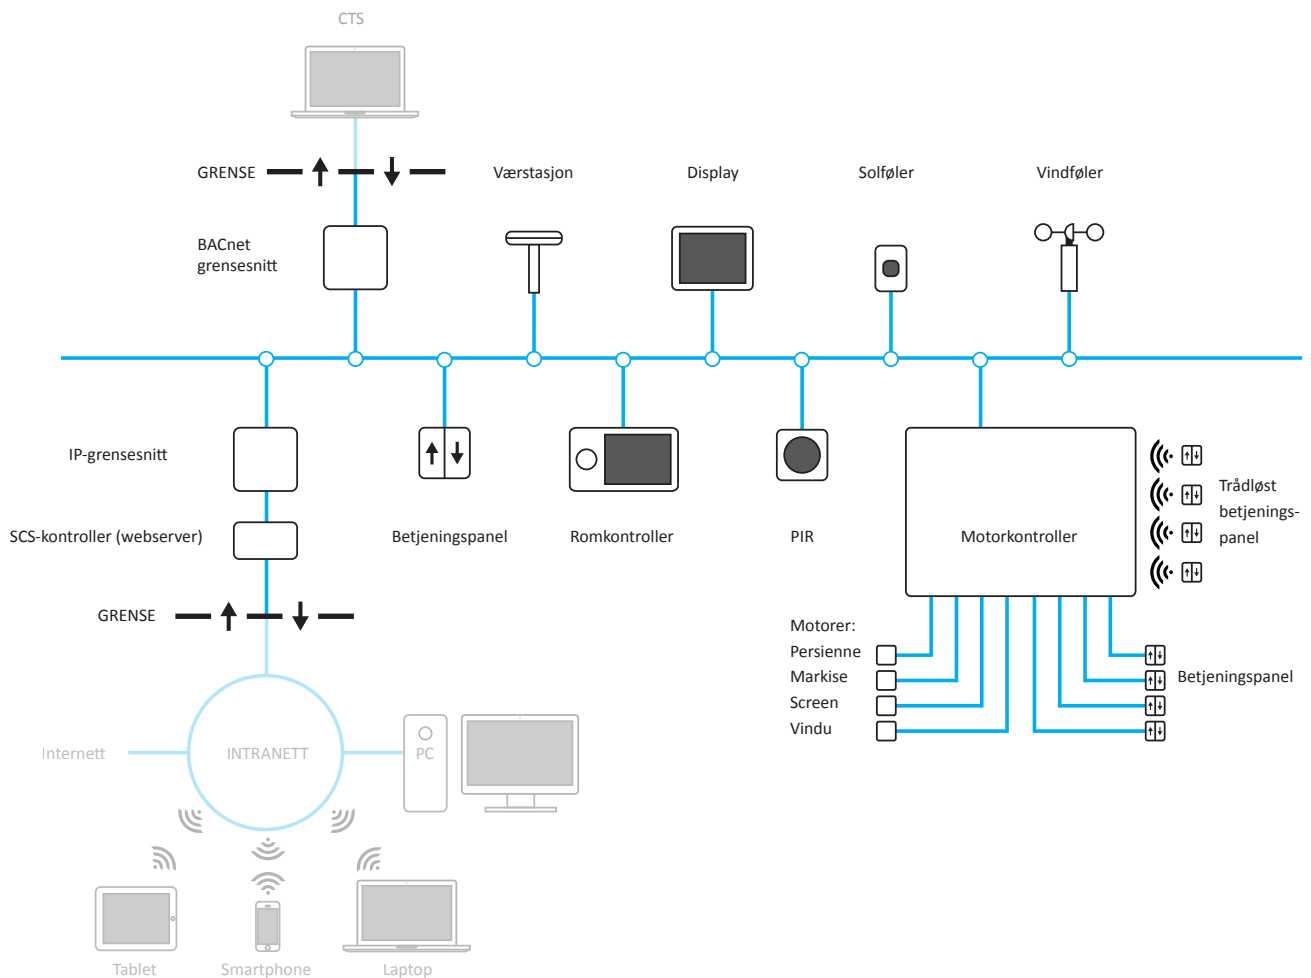 CTS
GRENSE
Værstasjon
Display
Solføler
Vindføler
BACnet
grensesnitt
IP-grensesnitt
SCS-kontroller (webserver)
Betjeningspanel
Romkontroller
PIR
Motorkontroller
Trådløst
betjenings-
panel
GRENSE
Motorer:
Persienne
Markise
Screen
Vindu
Betjeningspanel
Internett
INTRANETT
PC
Tablet
Smartphone
Laptop